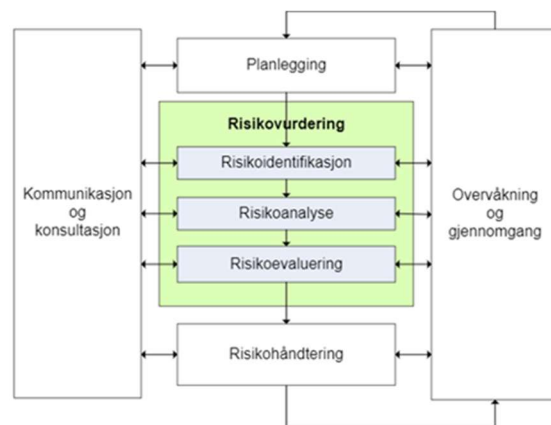 Planlegging
Risikovurdering
Risikoidentifikasjon
Risikoanalyse
Risikoevaluering
Risikohåndtering
Kommunikasjon
og
konsultasjon
Overvåkning
og
gjennomgang